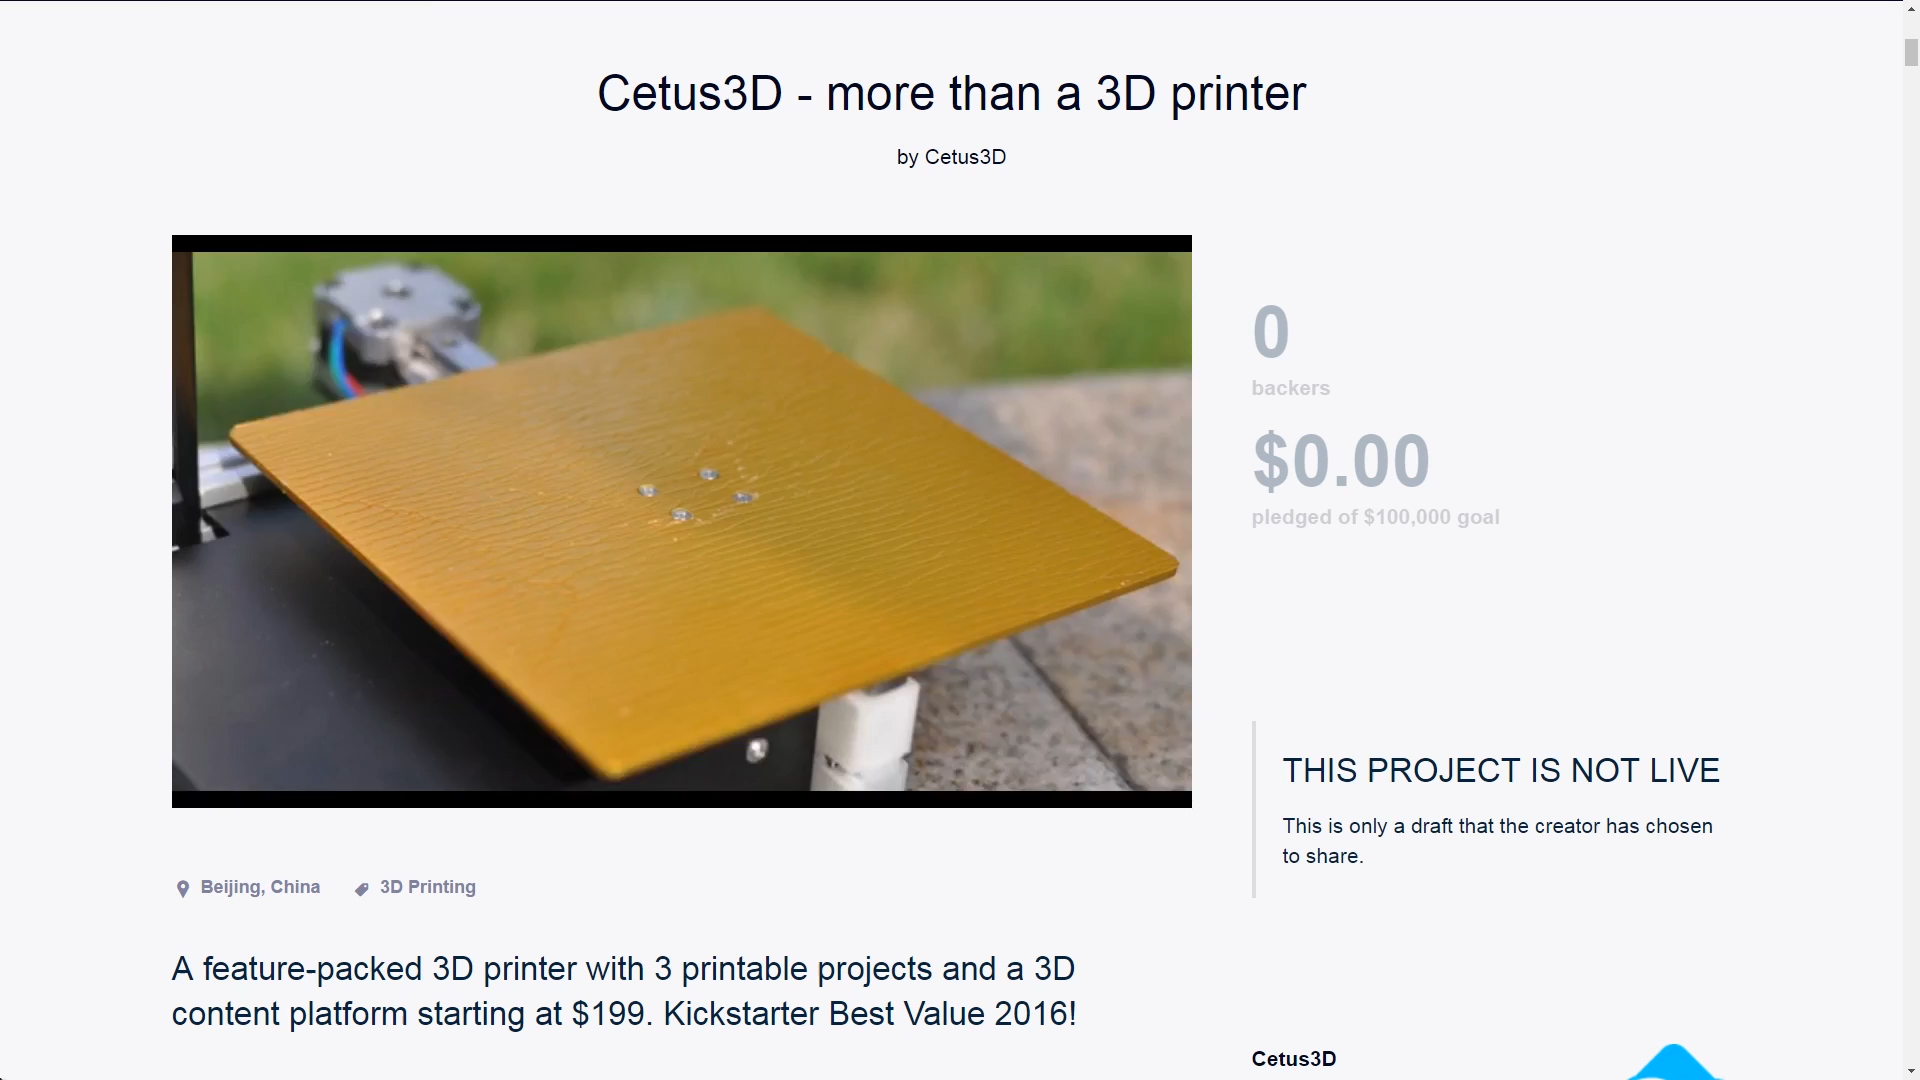 Cetus3D - more than a 3D printer
by Cetus3D
0
backers
$0.00
pledged of $100,000 goal
THIS PROJECT IS NOT LIVE
This is only a draft that the creator has chosen
to share.
Beijing, China
3D Printing
A feature-packed 3D printer with 3 printable projects and a 3D
content platform starting at $199. Kickstarter Best Value 2016!
Cetus3D